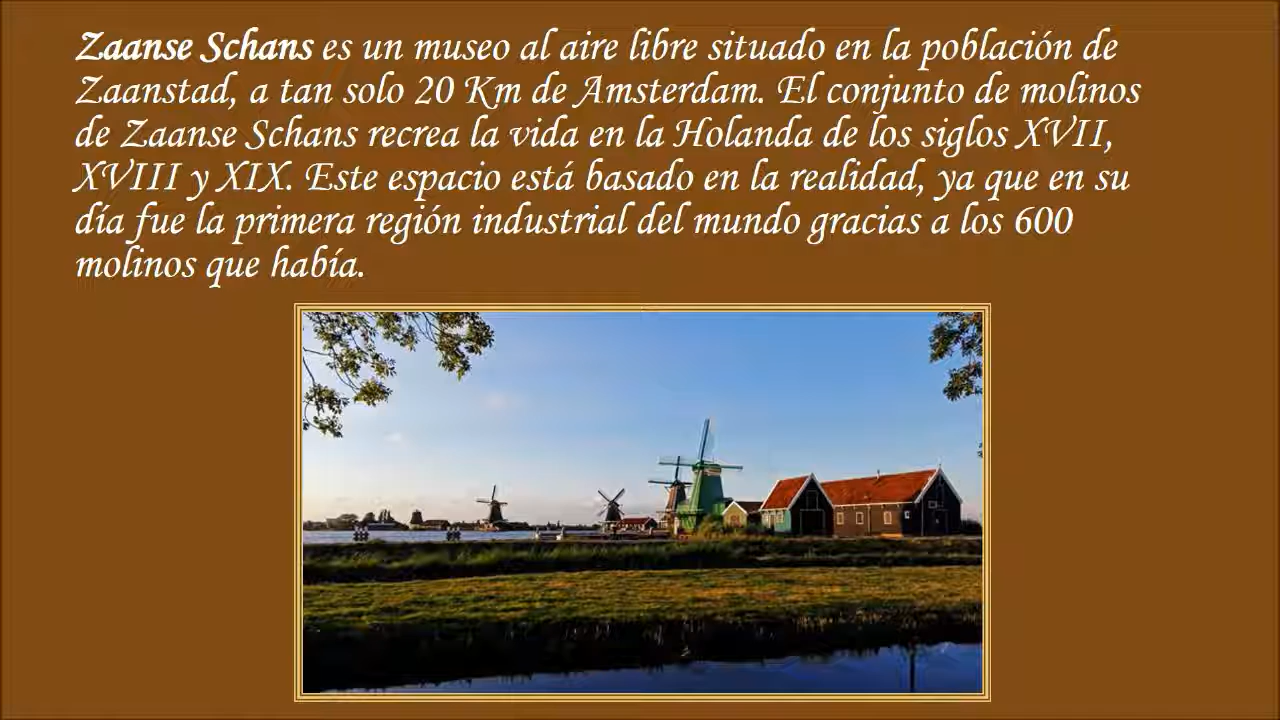 Zaanse Schans es un museo al aire libre situado en la población de
Zaanstad, a tan solo 20 Km de Amsterdam. El conjunto de molinos
de Zaanse Schans recrea la vida en la Holanda de los siglos XVII,
XVIII y XIX. Este espacio está basado en la realidad, ya que en su
día fue la primera región industrial del mundo gracias a los 600
molinos que había.